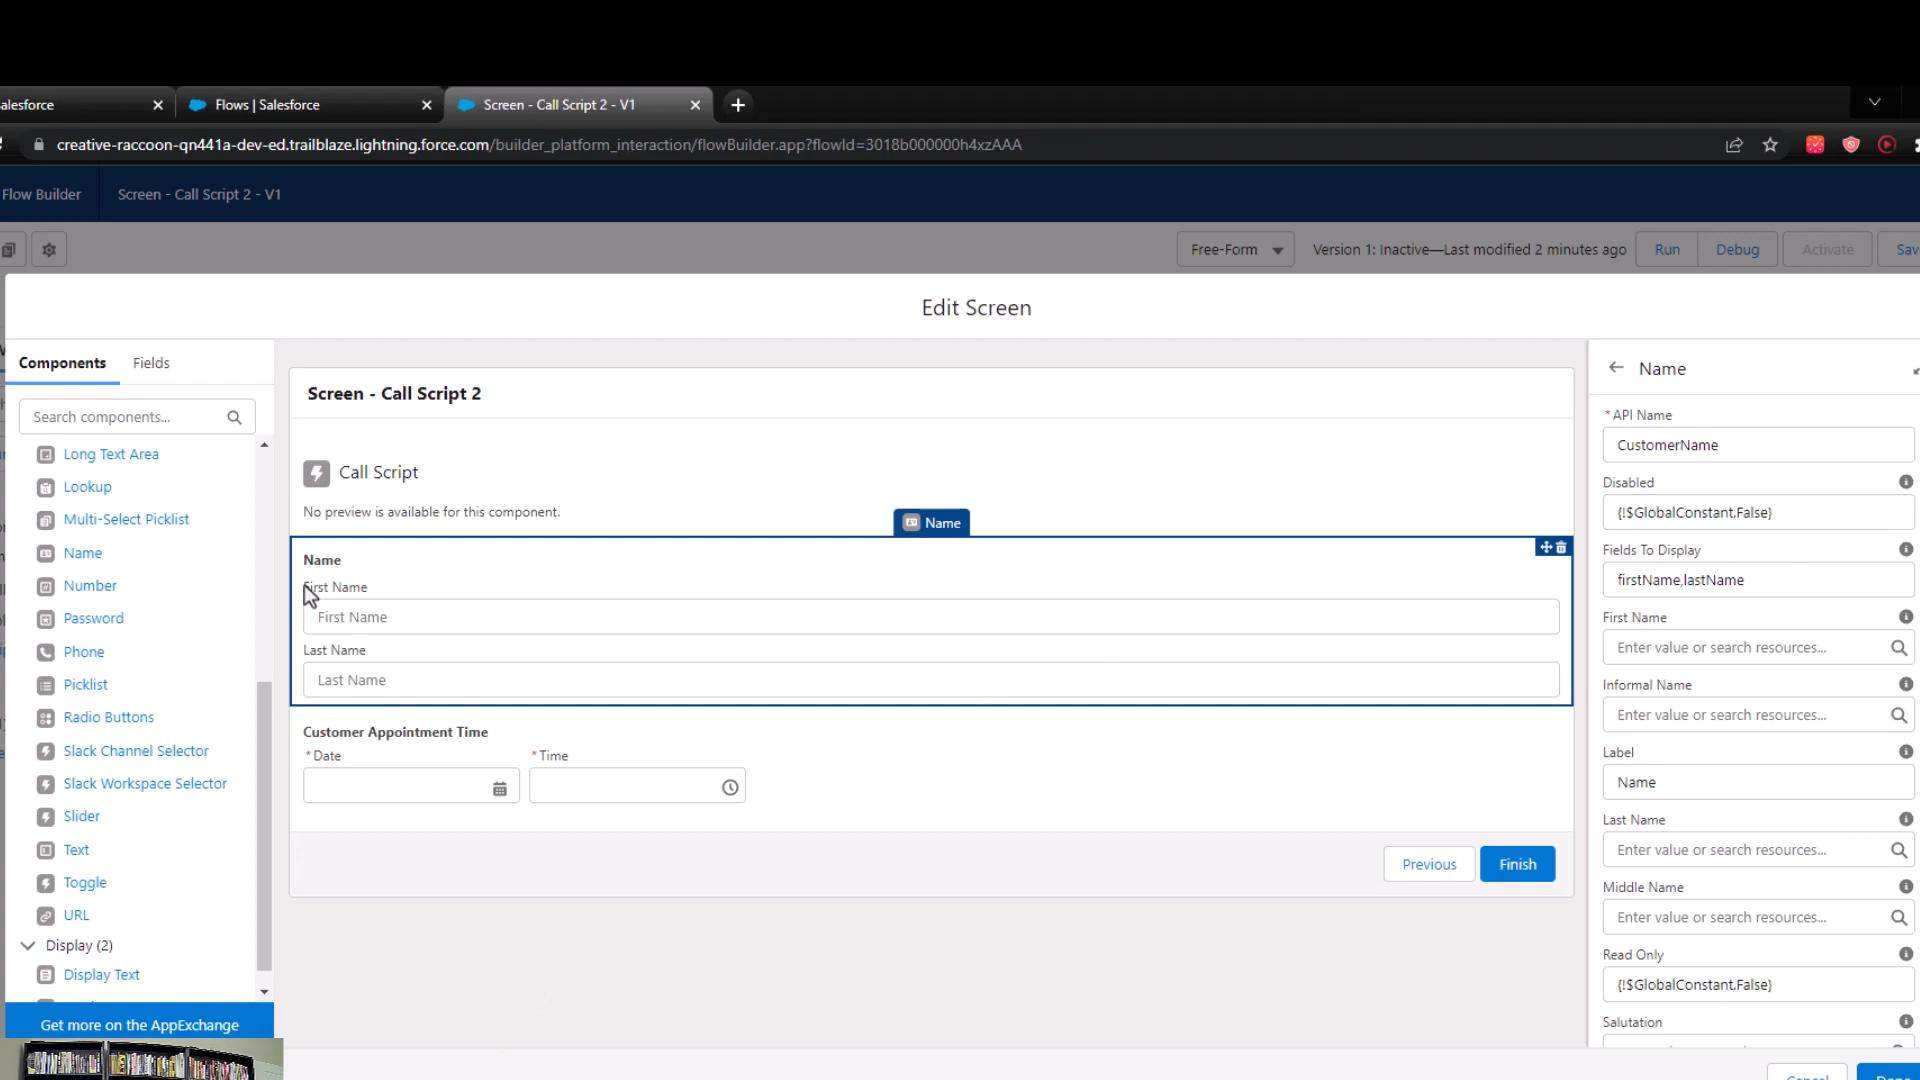 alesforce
Flows | Salesforce
Screen - Call Script 2 - V1
creative-raccoon-qn441a-dev-ed.trailblaze.lightning.force.com/builder_platform_interaction/flowBuilder.app?flowId=3018b000000h4xzAAA
Flow Builder
Screen - Call Script 2 - V1
Free-Form
Version 1: Inactive—Last modified 2 minutes ago
Run
Debug
Activate
Sav
Edit Screen
Components
Fields
Search components...
Long Text Area
Lookup
Multi-Select Picklist
Name
Number
Password
Phone
Picklist
Radio Buttons
Slack Channel Selector
Slack Workspace Selector
Slider
Text
Toggle
URL
Display (2)
Display Text
Get more on the AppExchange
Screen - Call Script 2
Call Script
No preview is available for this component.
Name
Name
First Name
First Name
Last Name
Last Name
Customer Appointment Time
* Date
* Time
Previous
Finish
Name
* API Name
CustomerName
Disabled
{!$GlobalConstant.False}
Fields To Display
firstName,lastName
First Name
Enter value or search resources...
Informal Name
Enter value or search resources...
Label
Name
Last Name
Enter value or search resources...
Middle Name
Enter value or search resources...
Read Only
{!$GlobalConstant.False}
Salutation
Cancel
Done